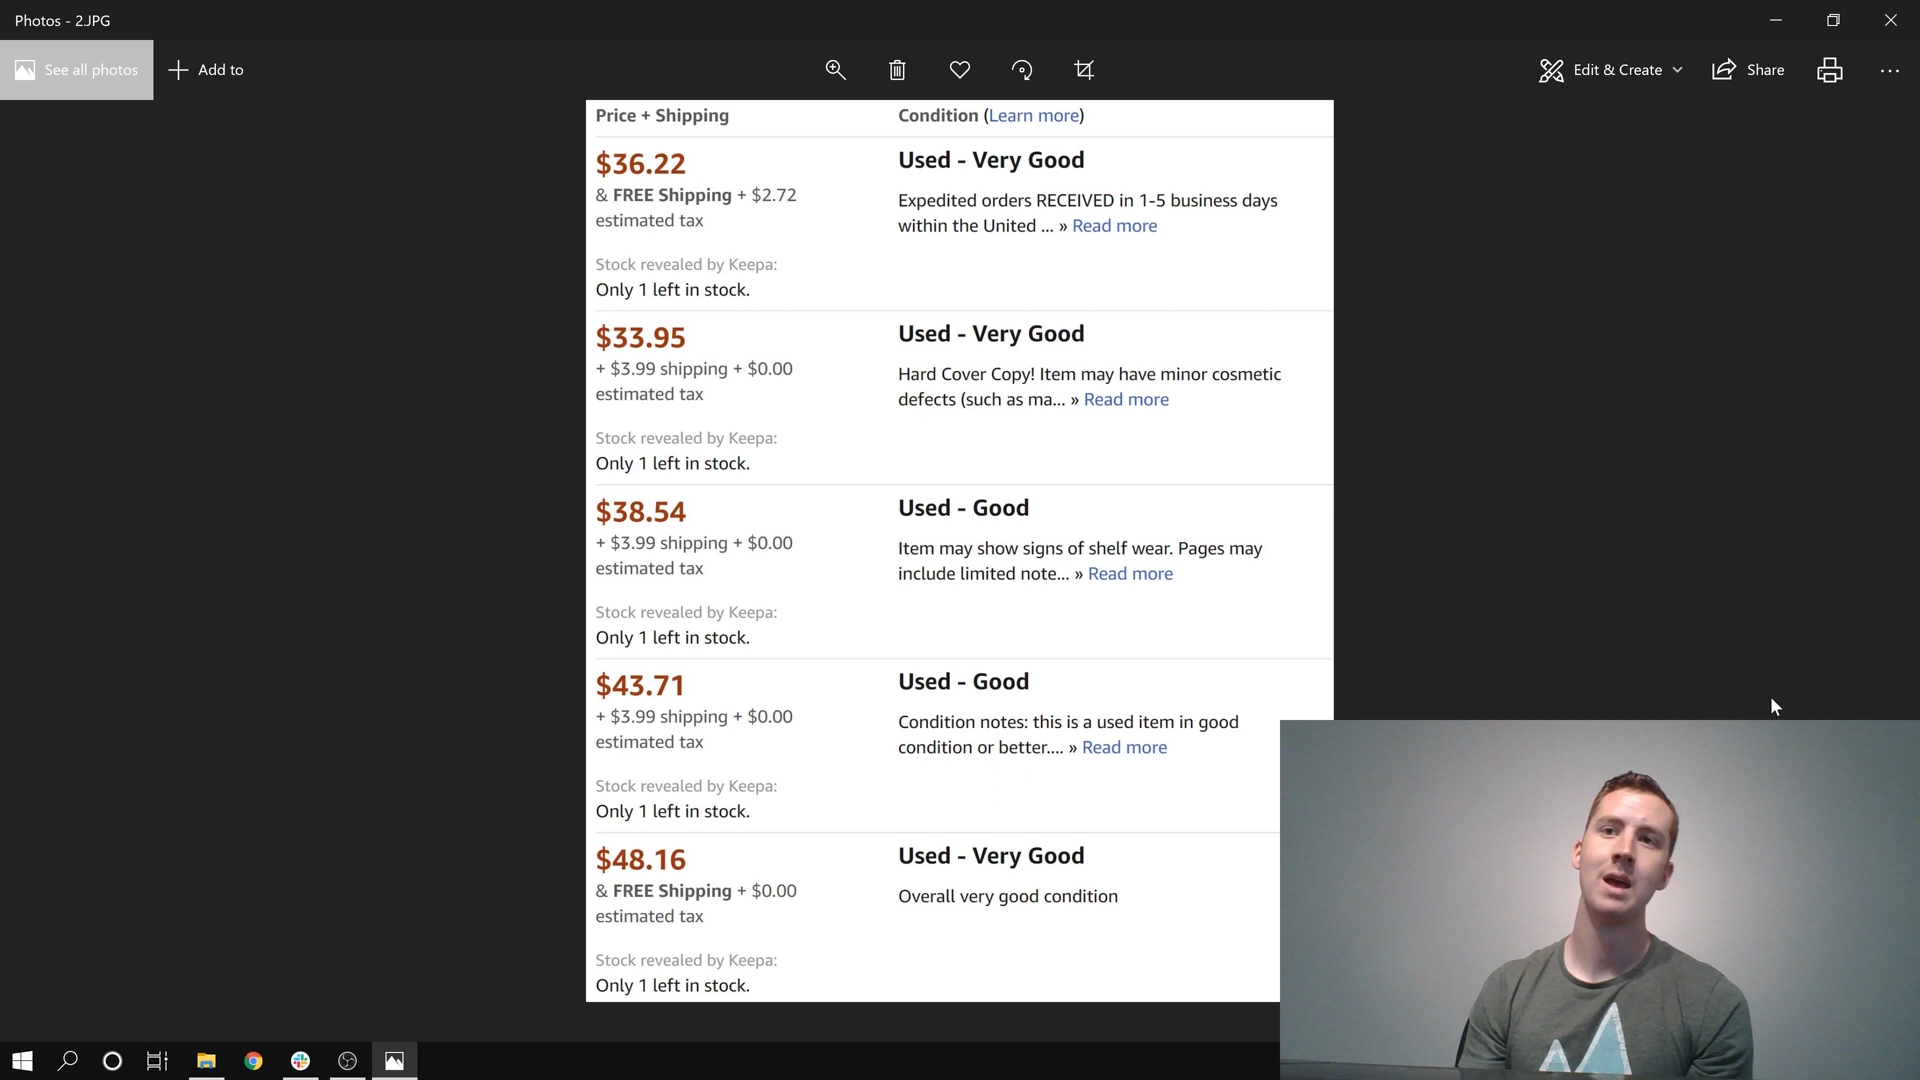 Photos - 2.JPG
See all photos
Add to
Edit & Create
Share
Price + Shipping
Condition (Learn more)
$36.22
& FREE Shipping + $2.72
estimated tax
Stock revealed by Keepa:
Only 1 left in stock.
Used - Very Good
Expedited orders RECEIVED in 1-5 business days
within the United ... » Read more
$33.95
+ $3.99 shipping + $0.00
estimated tax
Stock revealed by Keepa:
Only 1 left in stock.
Used - Very Good
Hard Cover Copy! Item may have minor cosmetic
defects (such as ma... » Read more
$38.54
+ $3.99 shipping + $0.00
estimated tax
Stock revealed by Keepa:
Only 1 left in stock.
Used - Good
Item may show signs of shelf wear. Pages may
include limited note... » Read more
$43.71
+ $3.99 shipping + $0.00
estimated tax
Stock revealed by Keepa:
Only 1 left in stock.
Used - Good
Condition notes: this is a used item in good
condition or better.... » Read more
$48.16
& FREE Shipping + $0.00
estimated tax
Stock revealed by Keepa:
Only 1 left in stock.
Used - Very Good
Overall very good condition